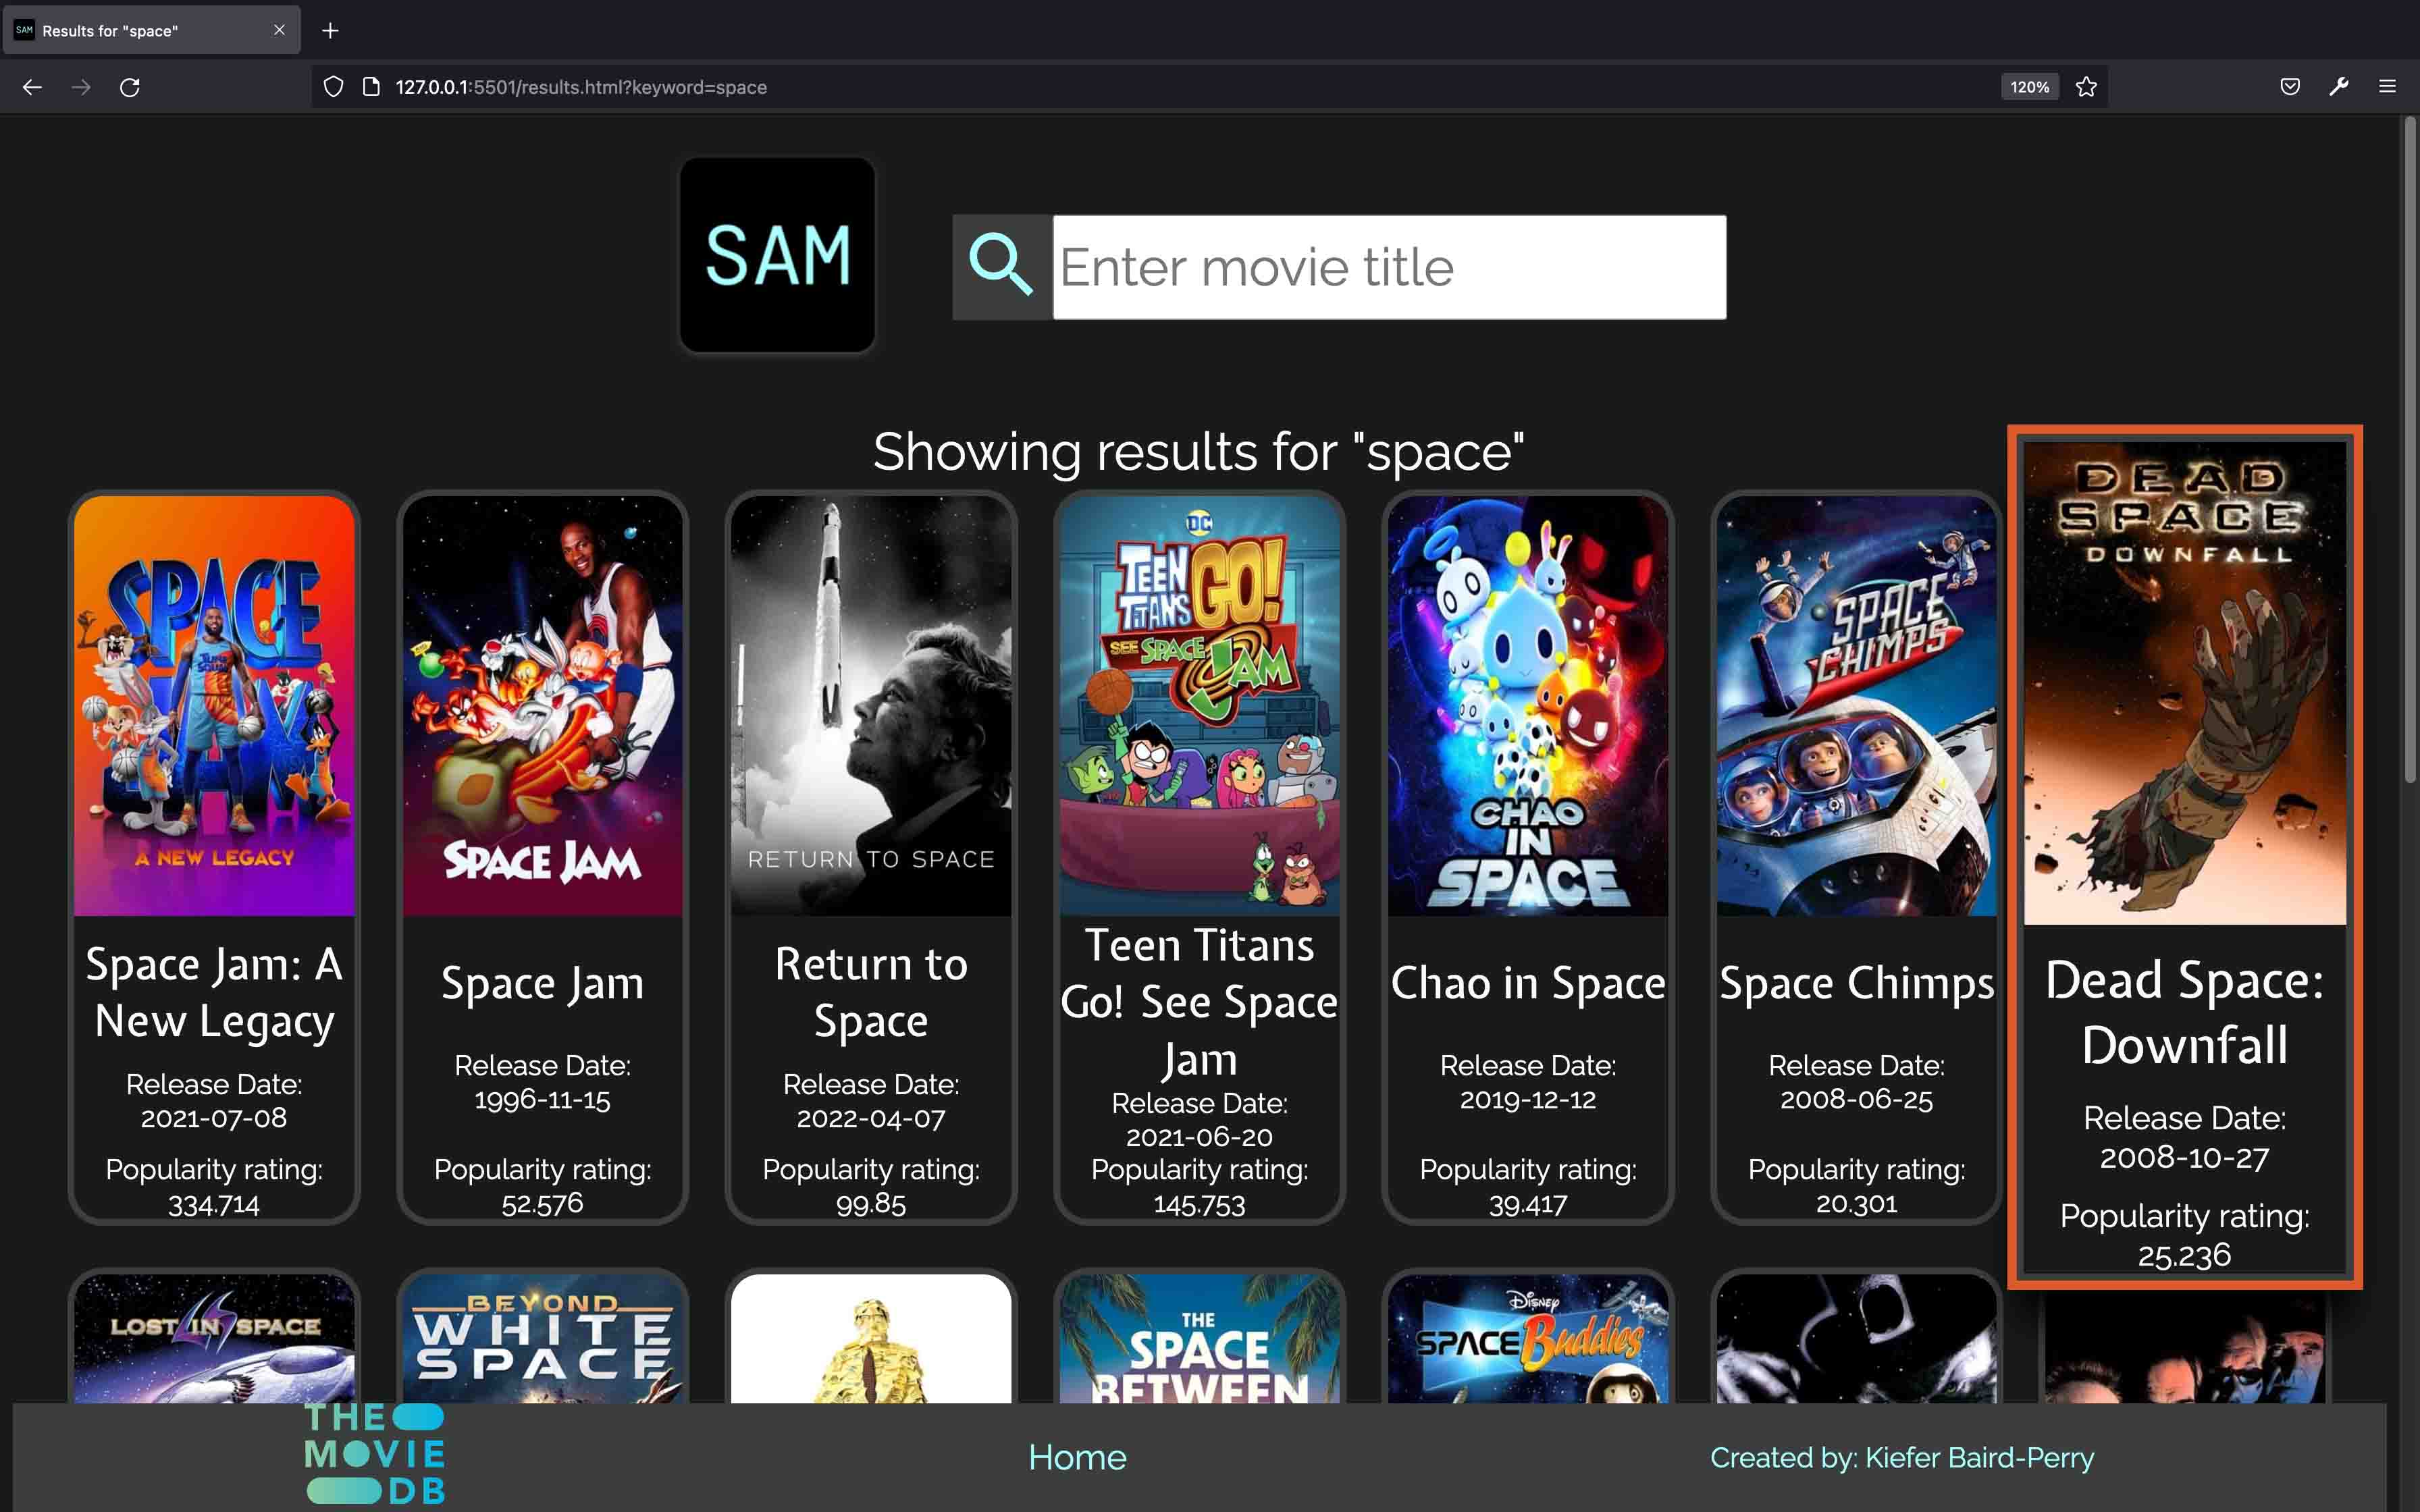 SAM Results for "space"
127.0.0.1:5501/results.html?keyword=space
120%
SAM
Enter movie title
Showing results for "space"
SPACE
JAM
TUNE SQUAD
A NEW LEGACY
Space Jam: A
New Legacy
Release Date:
2021-07-08
Popularity rating:
334.714
SPACE JAM
Space Jam
Release Date:
1996-11-15
Popularity rating:
52.576
RETURN TO SPACE
Return to
Space
Release Date:
2022-04-07
Popularity rating:
99.85
DC
TEEN
TITANS
GO!
SEE SPACE
JAM
Teen Titans
Go! See Space
Jam
Release Date:
2021-06-20
Popularity rating:
145.753
CHAO
IN
SPACE
Chao in Space
Release Date:
2019-12-12
Popularity rating:
39.417
SPACE
CHIMPS
Space Chimps
Release Date:
2008-06-25
Popularity rating:
20.301
DEAD
SPACE
DOWNFALL
Dead Space:
Downfall
Release Date:
2008-10-27
Popularity rating:
25.236
LOST IN SPACE
BEYOND
WHITE
SPACE
THE
SPACE
BETWEEN
DISNEY
SPACE Buddies
THE
MOVIE
DB
Home
Created by: Kiefer Baird-Perry